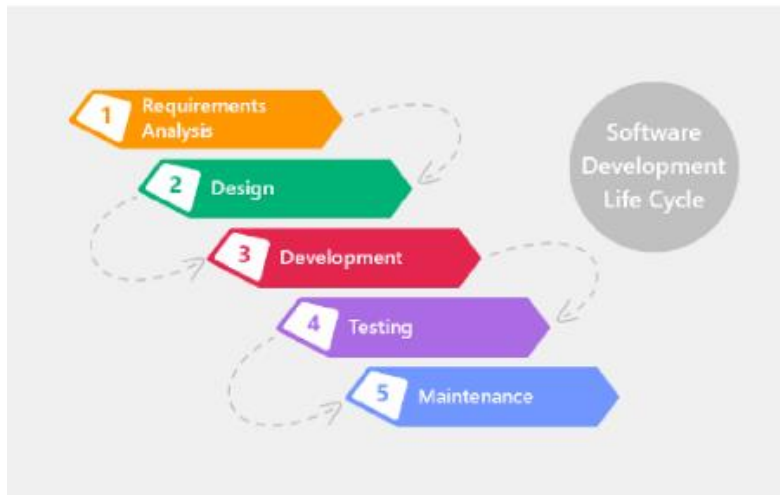 1
Requirements
Analysis
2
Design
3
Development
4
Testing
5
Maintenance
Software
Development
Life Cycle